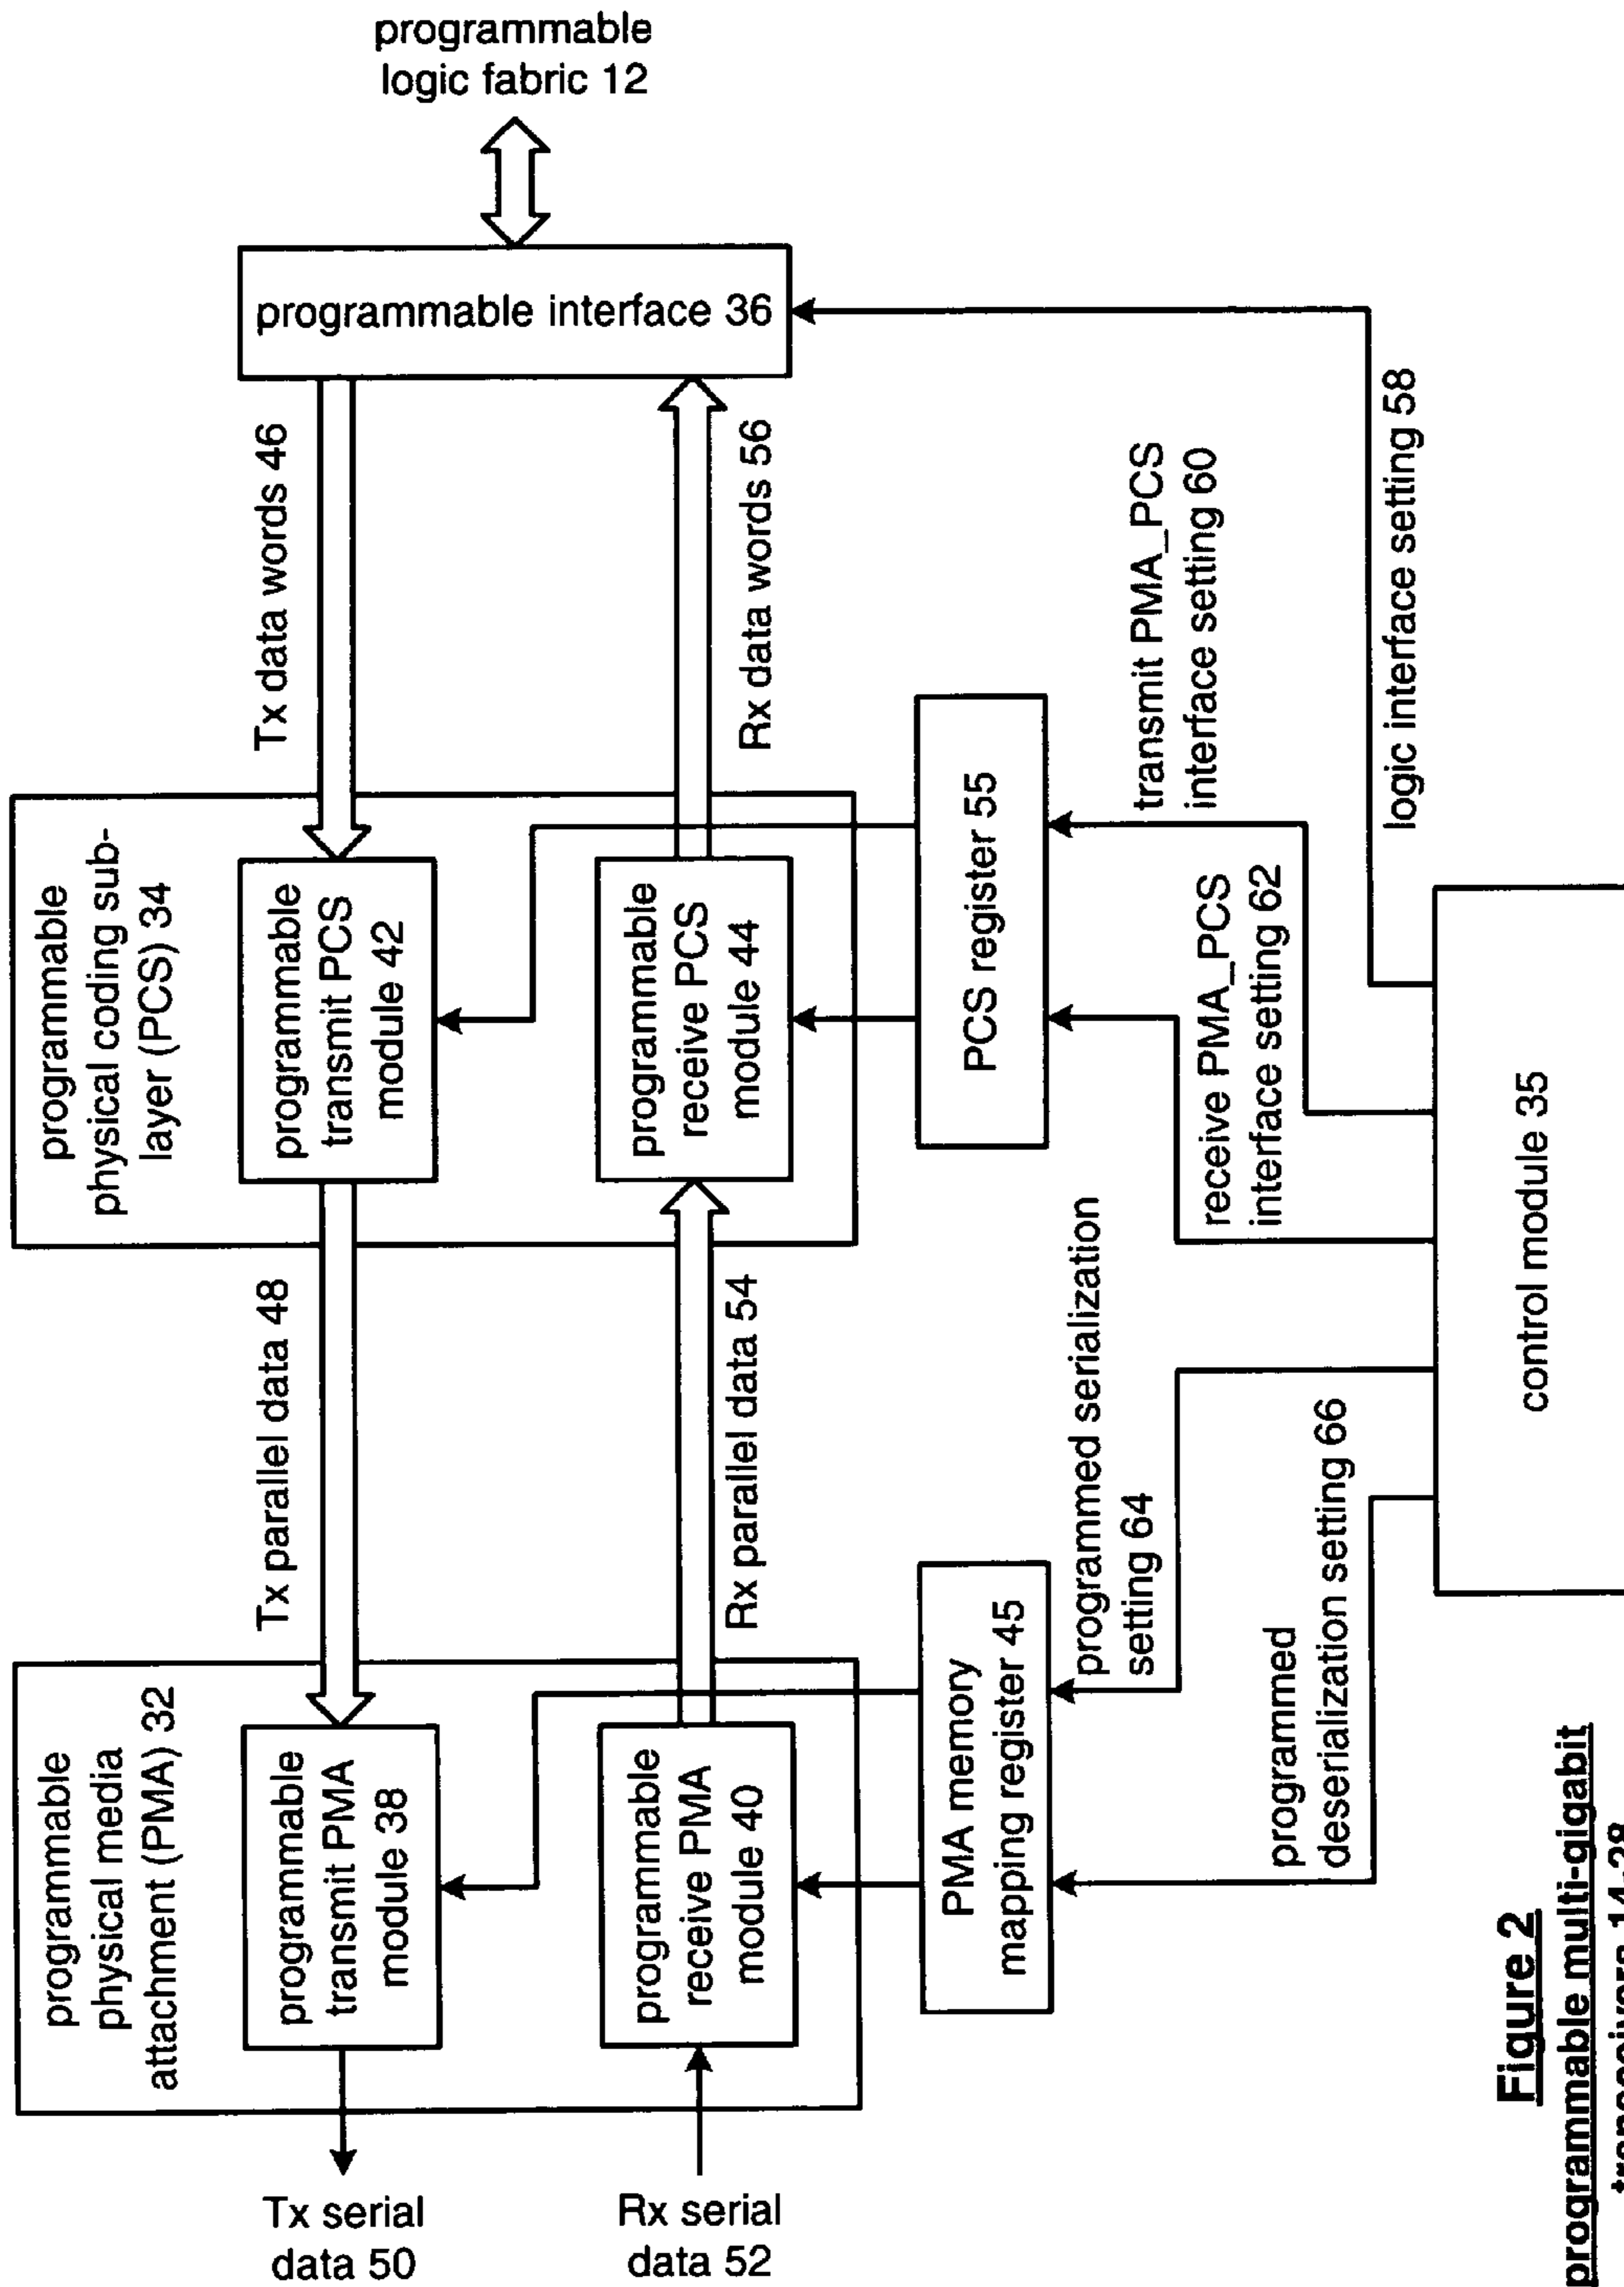 programmable
logic fabric 12
programmable interface 36
Tx data words 46
Rx data words 56
programmable
physical coding sub-
layer (PCS) 34
programmable
transmit PCS
module 42
programmable
receive PCS
module 44
PCS register 55
transmit PMA_PCS
interface setting 60
receive PMA_PCS
interface setting 62
logic interface setting 58
Tx parallel data 48
Rx parallel data 54
programmable
physical media
attachment (PMA) 32
programmable
transmit PMA
module 38
programmable
receive PMA
module 40
PMA memory
mapping register 45
programmed serialization
setting 64
programmed
deserialization setting 66
control module 35
Tx serial
data 50
Rx serial
data 52
Figure 2
programmable multi-gigabit
transceivers 14-28